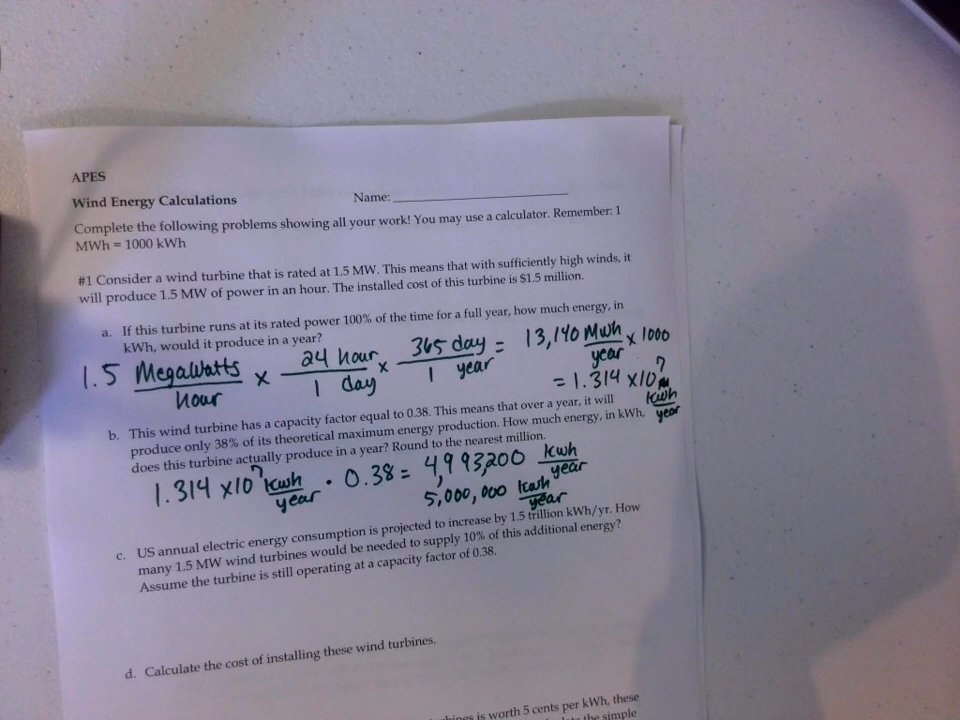 APES
Wind Energy Calculations Name:
Complete the following problems showing all your work! You may use a calculator. Remember: 1
MWh = 1000 kWh
#1 Consider a wind turbine that is rated at 1.5 MW. This means that with sufficiently high winds, it
will produce 1.5 MW of power in an hour. The installed cost of this turbine is $1.5 million.
a. If this turbine runs at its rated power 100% of the time for a full year, how much energy, in
kWh, would it produce in a year?
1.5 MegaWatts/Hour x 24 hour/1 day x 365 day/1 year = 13,140 Mwh/year x 1000
= 1.314 x10^7 kwh/year
b. This wind turbine has a capacity factor equal to 0.38. This means that over a year, it will
produce only 38% of its theoretical maximum energy production. How much energy, in kWh,
does this turbine actually produce in a year? Round to the nearest million.
1.314 x10^7 kwh/year · 0.38 = 4,993,200 kwh/year
5,000,000 kwh/year
c. US annual electric energy consumption is projected to increase by 1.5 trillion kWh/yr. How
many 1.5 MW wind turbines would be needed to supply 10% of this additional energy?
Assume the turbine is still operating at a capacity factor of 0.38.
d. Calculate the cost of installing these wind turbines.
is worth 5 cents per kWh, these
the simple